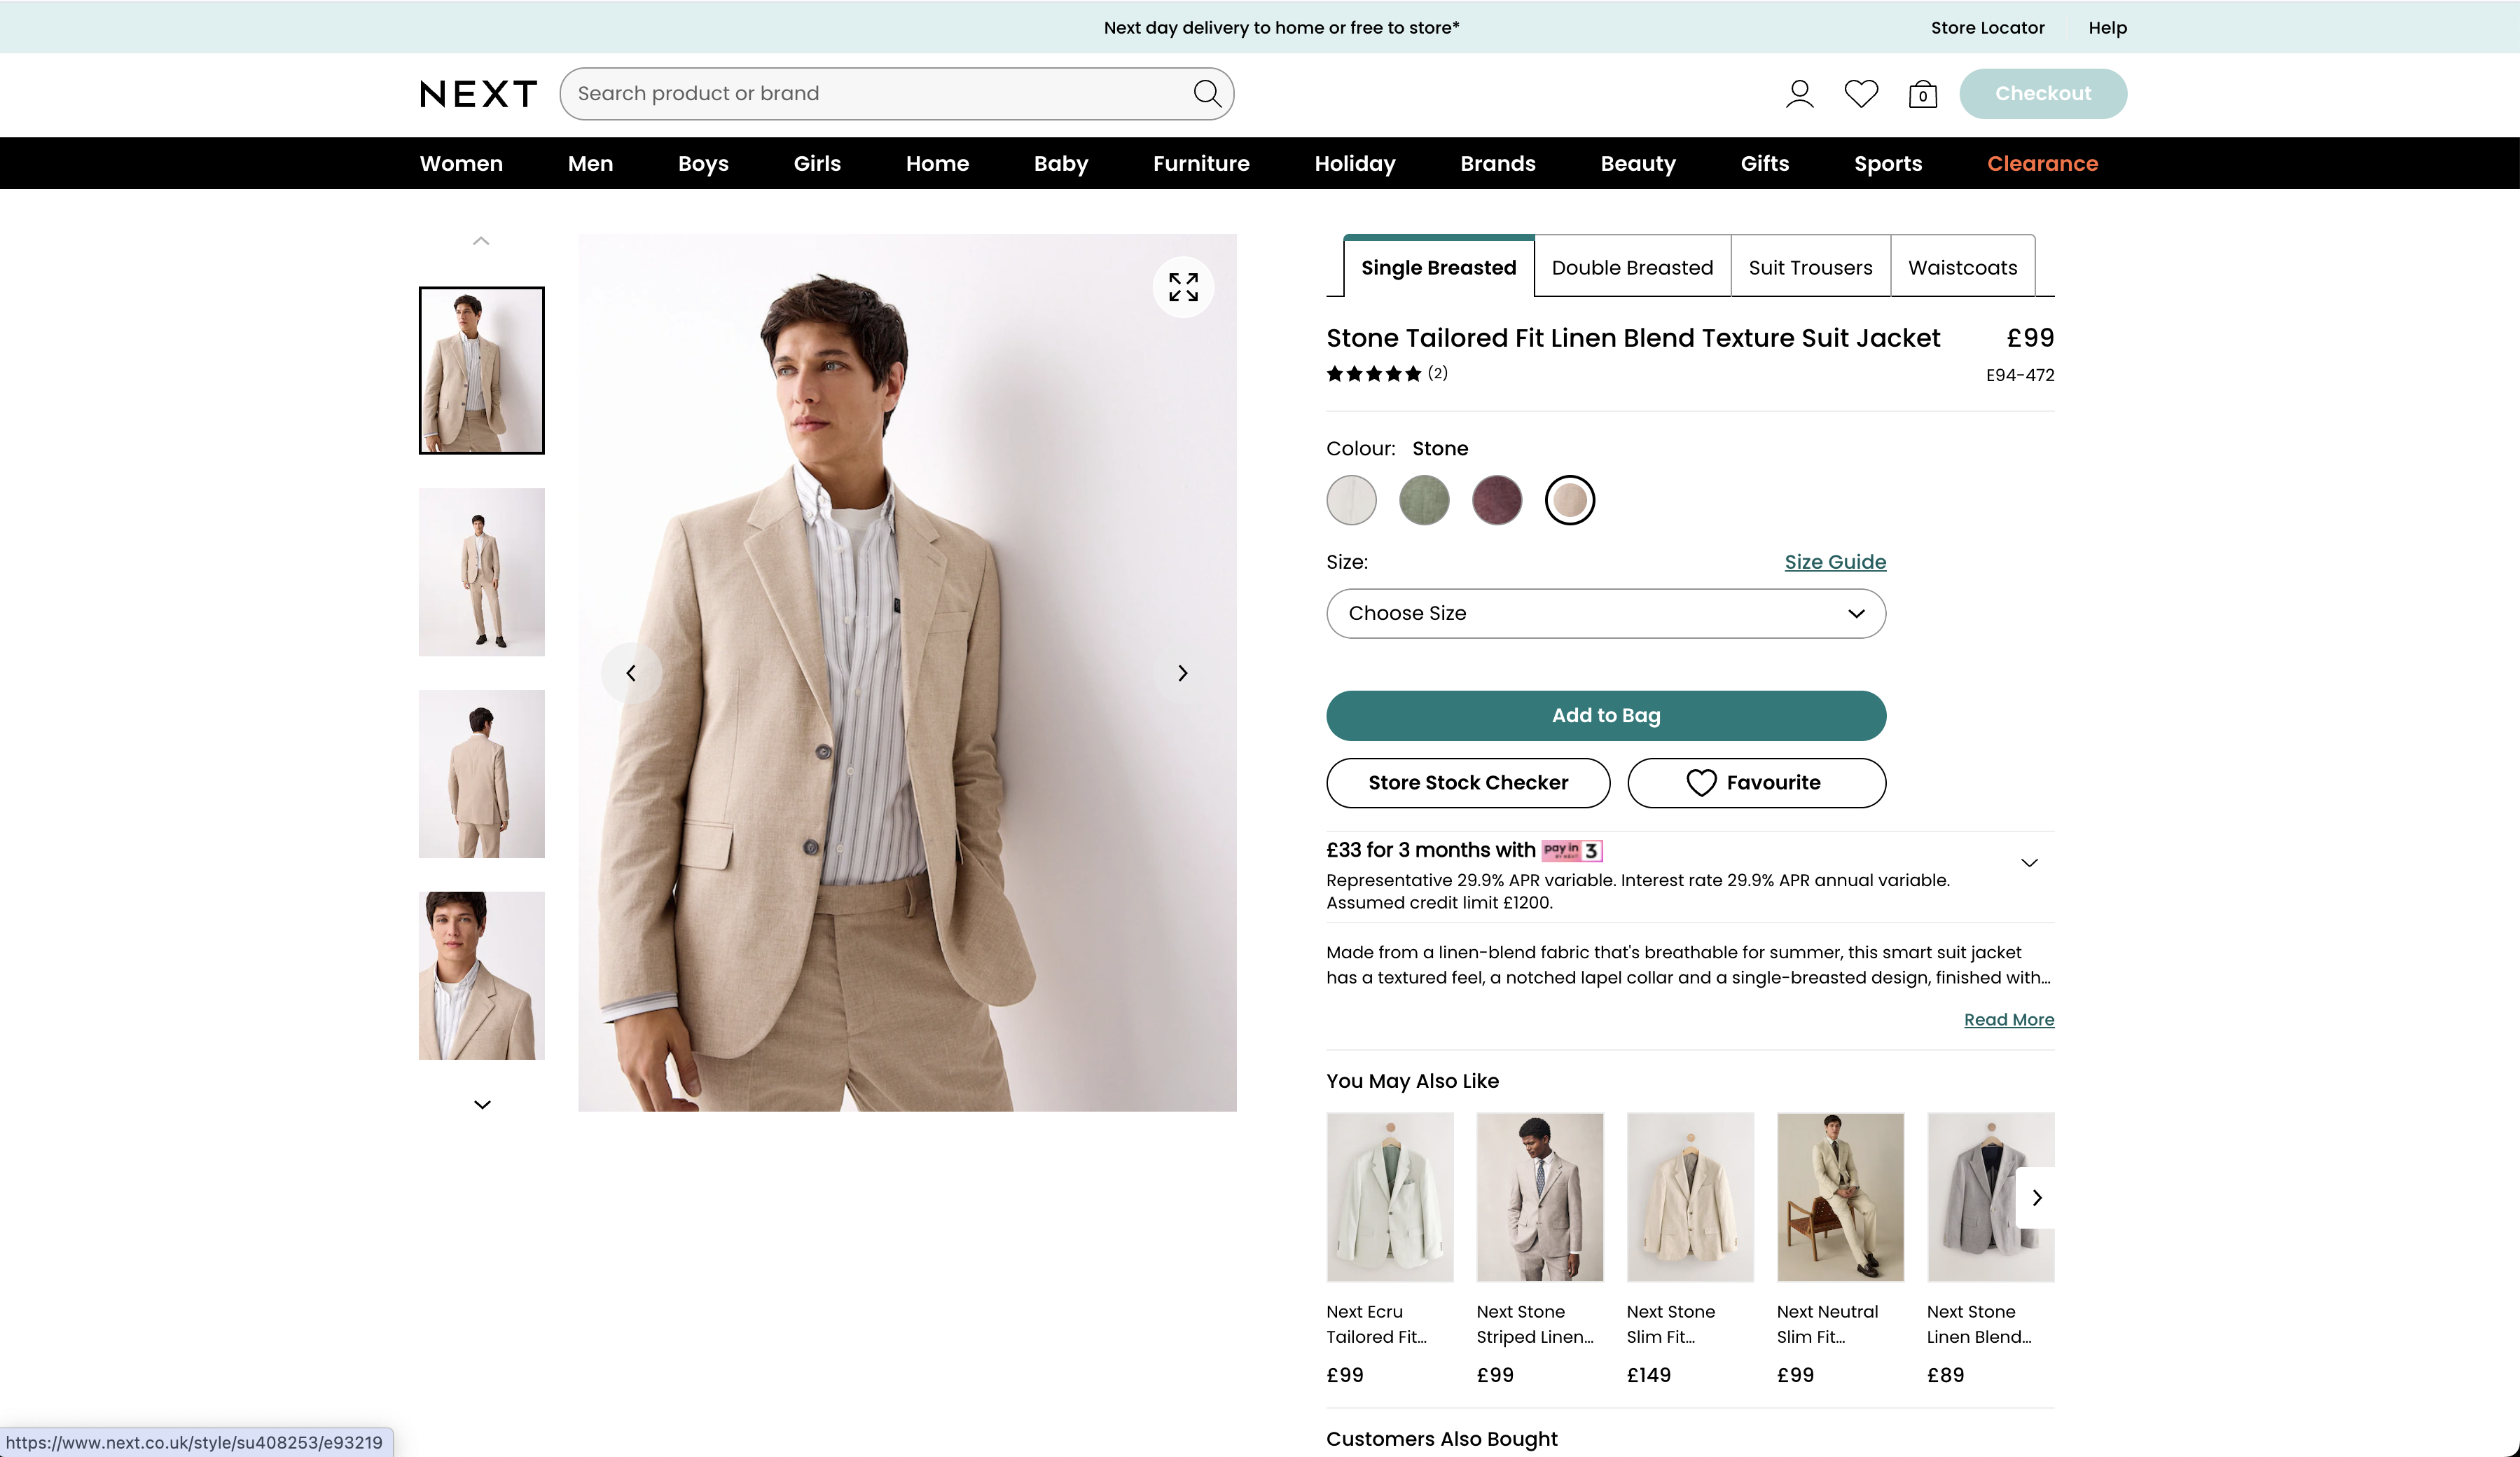 Next day delivery to home or free to store*
Store Locator
Help
NEXT
Search product or brand
0
Checkout
Women
Men
Boys
Girls
Home
Baby
Furniture
Holiday
Brands
Beauty
Gifts
Sports
Clearance
Single Breasted
Double Breasted
Suit Trousers
Waistcoats
Stone Tailored Fit Linen Blend Texture Suit Jacket
£99
(2)
E94-472
Colour: Stone
Size:
Size Guide
Choose Size
Add to Bag
Store Stock Checker
Favourite
£33 for 3 months with pay in 3
BY NEXT
Representative 29.9% APR variable. Interest rate 29.9% APR annual variable.
Assumed credit limit £1200.
Made from a linen-blend fabric that's breathable for summer, this smart suit jacket
has a textured feel, a notched lapel collar and a single-breasted design, finished with...
Read More
You May Also Like
Next Ecru
Tailored Fit...
£99
Next Stone
Striped Linen...
£99
Next Stone
Slim Fit...
£149
Next Neutral
Slim Fit...
£99
Next Stone
Linen Blend...
£89
Customers Also Bought
https://www.next.co.uk/style/su408253/e93219